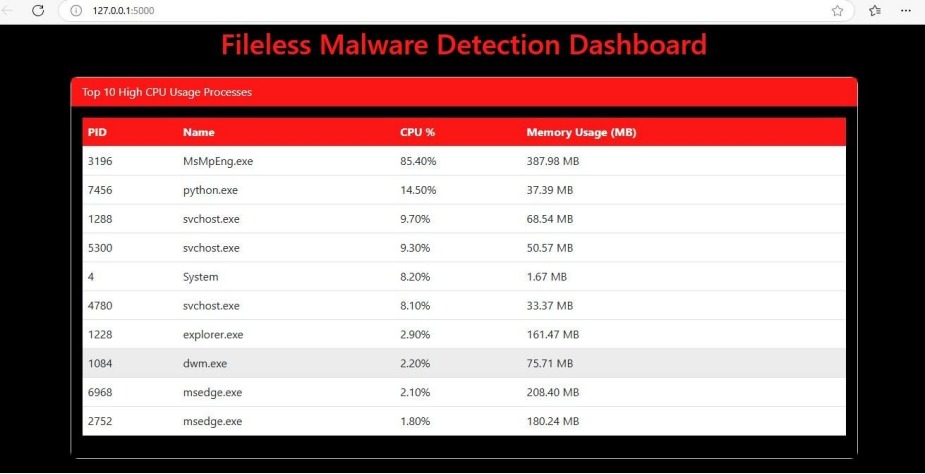 127.0.0.1:5000
Fileless Malware Detection Dashboard
Top 10 High CPU Usage Processes
PID Name CPU % Memory Usage (MB)
3196 MsMpEng.exe 85.40% 387.98 MB
7456 python.exe 14.50% 37.39 MB
1288 svchost.exe 9.70% 68.54 MB
5300 svchost.exe 9.30% 50.57 MB
4 System 8.20% 1.67 MB
4780 svchost.exe 8.10% 33.37 MB
1228 explorer.exe 2.90% 161.47 MB
1084 dwm.exe 2.20% 75.71 MB
6968 msedge.exe 2.10% 208.40 MB
2752 msedge.exe 1.80% 180.24 MB